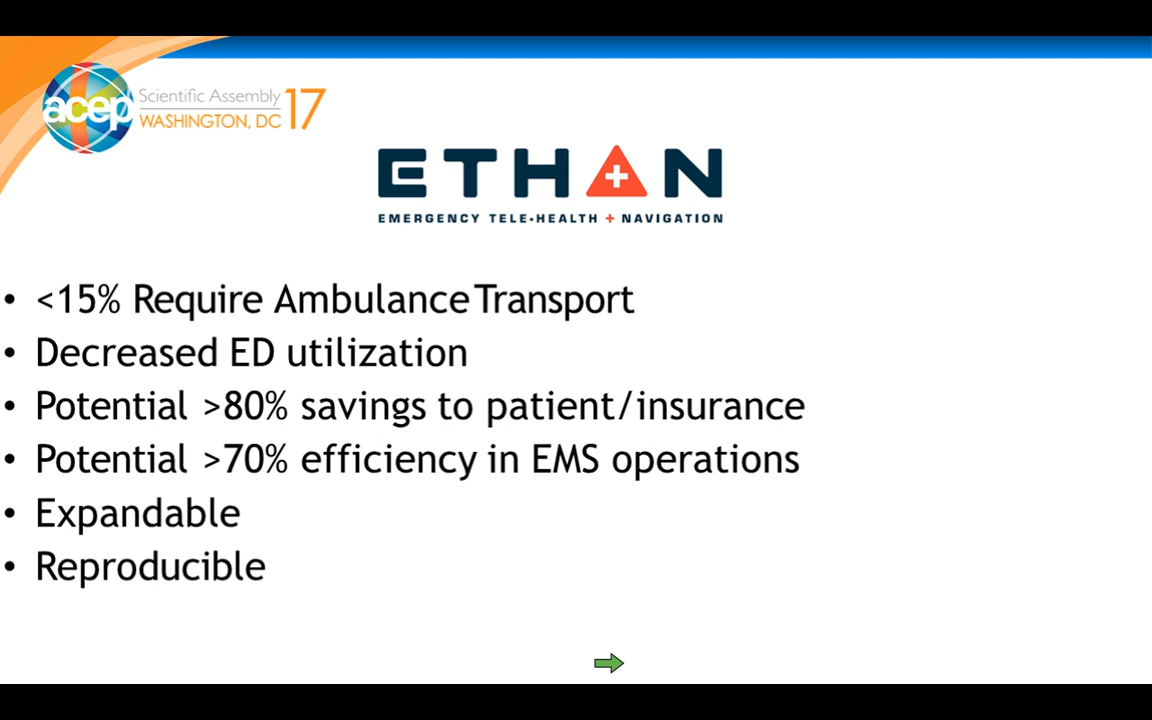 acep
Scientific Assembly 17
WASHINGTON, DC
ETHAN
EMERGENCY TELE-HEALTH + NAVIGATION
• <15% Require Ambulance Transport
• Decreased ED utilization
• Potential >80% savings to patient/insurance
• Potential >70% efficiency in EMS operations
• Expandable
• Reproducible